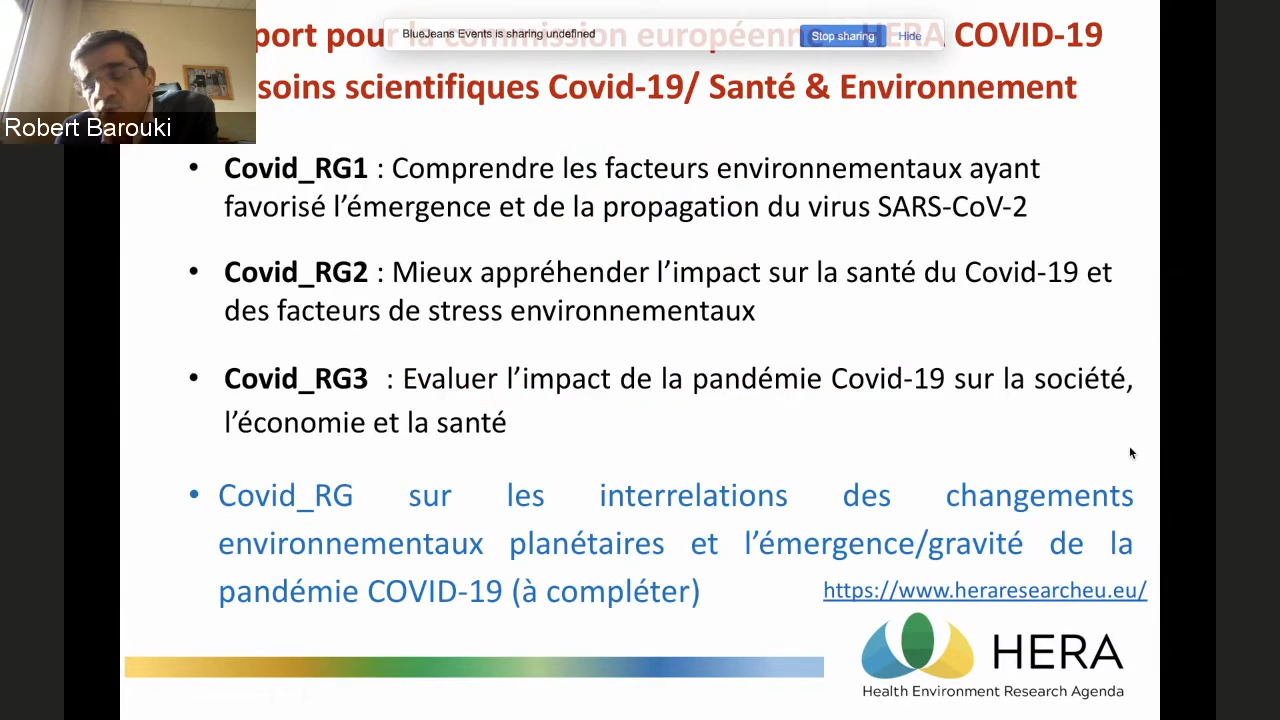 port pour la commission européenne HERA COVID-19
BlueJeans Events is sharing undefined
Stop sharing
Hide
soins scientifiques Covid-19/ Santé & Environnement
Robert Barouki
• Covid_RG1 : Comprendre les facteurs environnementaux ayant
favorisé l’émergence et de la propagation du virus SARS-CoV-2
• Covid_RG2 : Mieux appréhender l’impact sur la santé du Covid-19 et
des facteurs de stress environnementaux
• Covid_RG3 : Evaluer l’impact de la pandémie Covid-19 sur la société,
l’économie et la santé
• Covid_RG sur les interrelations des changements
environnementaux planétaires et l’émergence/gravité de la
pandémie COVID-19 (à compléter)
https://www.heraresearcheu.eu/
HERA
Health Environment Research Agenda